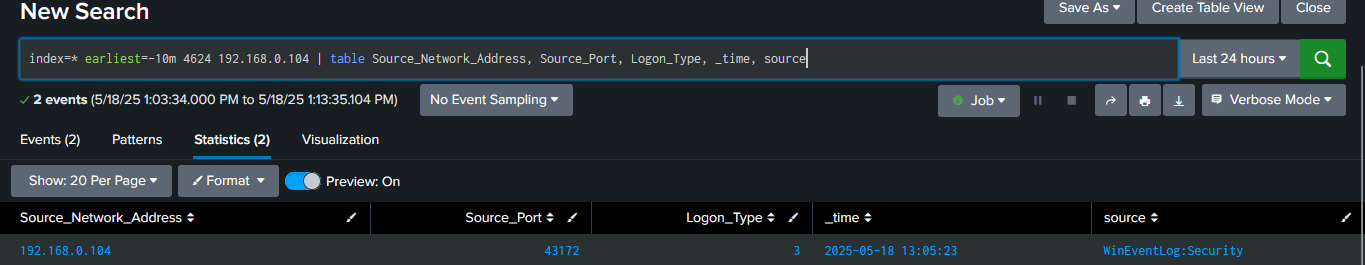 New Search
Save As Create Table View Close
index=* earliest=-10m 4624 192.168.0.104 | table Source_Network_Address, Source_Port, Logon_Type, _time, source
Last 24 hours
2 events (5/18/25 1:03:34.000 PM to 5/18/25 1:13:35.104 PM) No Event Sampling
Job Verbose Mode
Events (2) Patterns Statistics (2) Visualization
Show: 20 Per Page Format Preview: On
Source_Network_Address Source_Port Logon_Type _time source
192.168.0.104 43172 3 2025-05-18 13:05:23 WinEventLog:Security